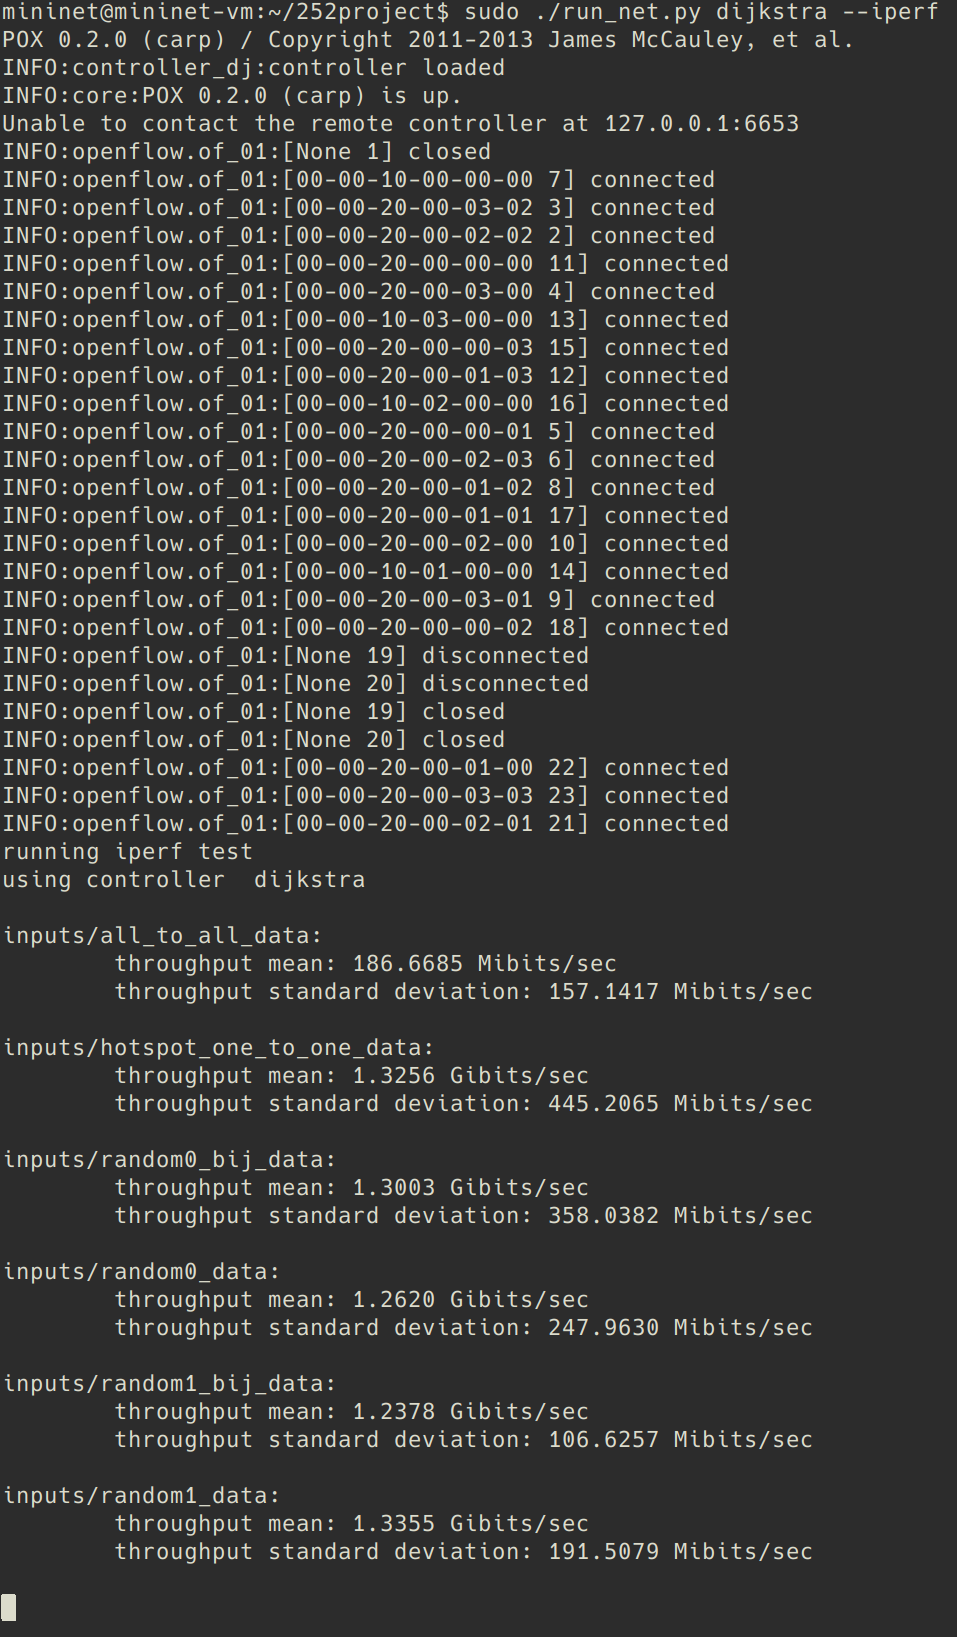 mininet@mininet-vm:~/252project$ sudo ./run_net.py dijkstra --iperf
POX 0.2.0 (carp) / Copyright 2011-2013 James McCauley, et al.
INFO:controller_dj:controller loaded
INFO:core:POX 0.2.0 (carp) is up.
Unable to contact the remote controller at 127.0.0.1:6653
INFO:openflow.of_01:[None 1] closed
INFO:openflow.of_01:[00-00-10-00-00-00 7] connected
INFO:openflow.of_01:[00-00-20-00-03-02 3] connected
INFO:openflow.of_01:[00-00-20-00-02-02 2] connected
INFO:openflow.of_01:[00-00-20-00-00-00 11] connected
INFO:openflow.of_01:[00-00-20-00-03-00 4] connected
INFO:openflow.of_01:[00-00-10-03-00-00 13] connected
INFO:openflow.of_01:[00-00-20-00-00-03 15] connected
INFO:openflow.of_01:[00-00-20-00-01-03 12] connected
INFO:openflow.of_01:[00-00-10-02-00-00 16] connected
INFO:openflow.of_01:[00-00-20-00-00-01 5] connected
INFO:openflow.of_01:[00-00-20-00-02-03 6] connected
INFO:openflow.of_01:[00-00-20-00-01-02 8] connected
INFO:openflow.of_01:[00-00-20-00-01-01 17] connected
INFO:openflow.of_01:[00-00-20-00-02-00 10] connected
INFO:openflow.of_01:[00-00-10-01-00-00 14] connected
INFO:openflow.of_01:[00-00-20-00-03-01 9] connected
INFO:openflow.of_01:[00-00-20-00-00-02 18] connected
INFO:openflow.of_01:[None 19] disconnected
INFO:openflow.of_01:[None 20] disconnected
INFO:openflow.of_01:[None 19] closed
INFO:openflow.of_01:[None 20] closed
INFO:openflow.of_01:[00-00-20-00-01-00 22] connected
INFO:openflow.of_01:[00-00-20-00-03-03 23] connected
INFO:openflow.of_01:[00-00-20-00-02-01 21] connected
running iperf test
using controller  dijkstra

inputs/all_to_all_data:
        throughput mean: 186.6685 Mibits/sec
        throughput standard deviation: 157.1417 Mibits/sec

inputs/hotspot_one_to_one_data:
        throughput mean: 1.3256 Gibits/sec
        throughput standard deviation: 445.2065 Mibits/sec

inputs/random0_bij_data:
        throughput mean: 1.3003 Gibits/sec
        throughput standard deviation: 358.0382 Mibits/sec

inputs/random0_data:
        throughput mean: 1.2620 Gibits/sec
        throughput standard deviation: 247.9630 Mibits/sec

inputs/random1_bij_data:
        throughput mean: 1.2378 Gibits/sec
        throughput standard deviation: 106.6257 Mibits/sec

inputs/random1_data:
        throughput mean: 1.3355 Gibits/sec
        throughput standard deviation: 191.5079 Mibits/sec